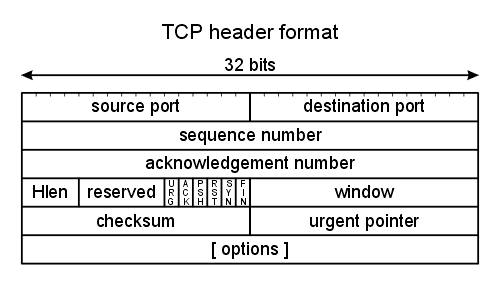 TCP header format
32 bits
source port destination port
sequence number
acknowledgement number
Hlen reserved URG ACK PSH RST SYN FIN window
checksum urgent pointer
[ options ]